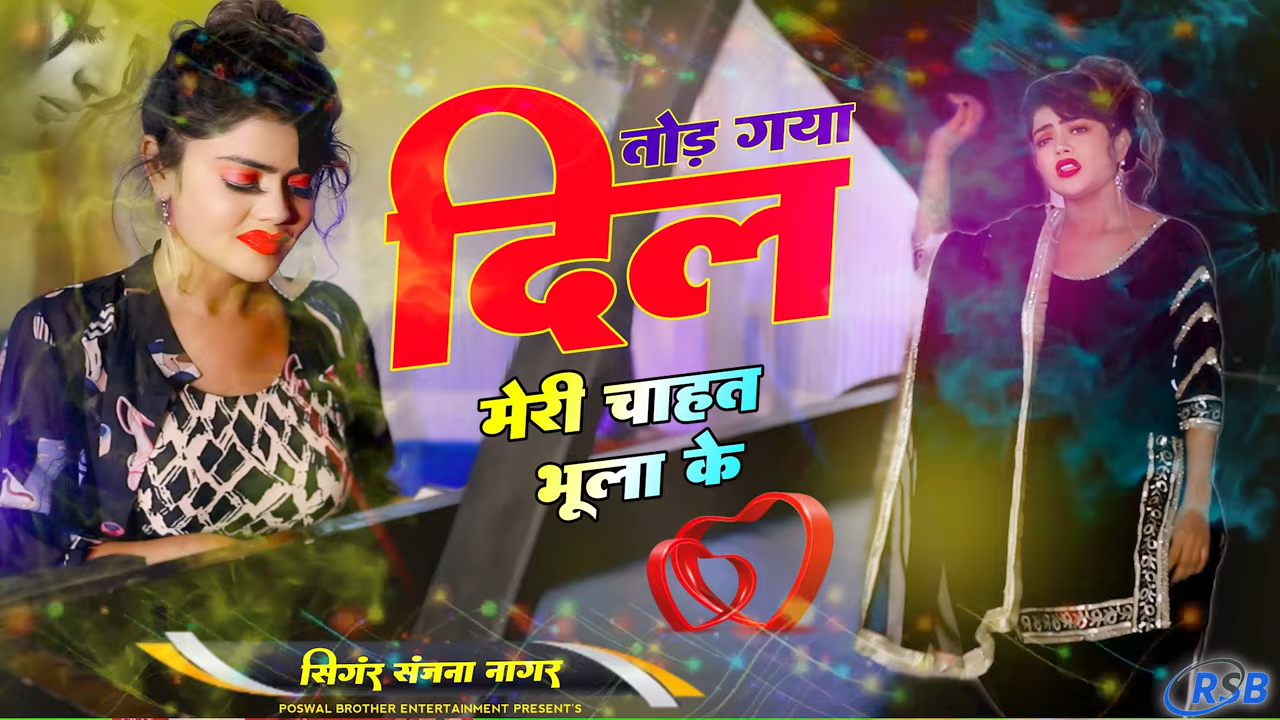 तोड़ गया
दिल
मेरी चाहत
भूला के
सिगंर संजना नागर
POSWAL BROTHER ENTERTAINMENT PRESENT'S
RSB